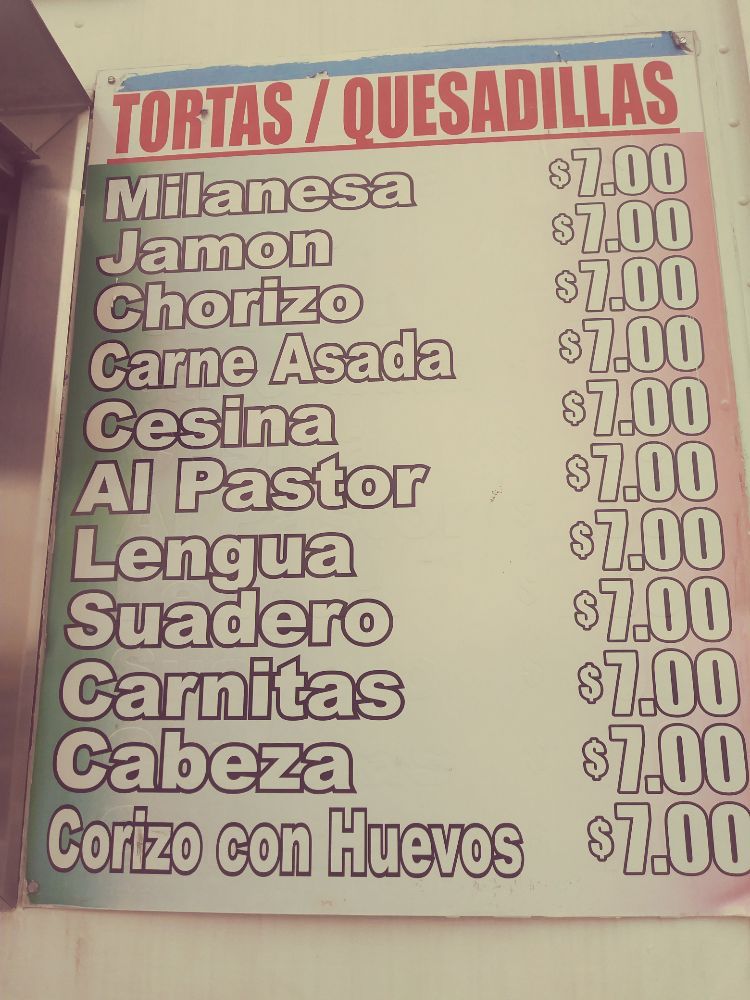 TORTAS / QUESADILLAS
Milanesa $7.00
Jamon $7.00
Chorizo $7.00
Carne Asada $7.00
Cesina $7.00
Al Pastor $7.00
Lengua $7.00
Suadero $7.00
Carnitas $7.00
Cabeza $7.00
Corizo con Huevos $7.00